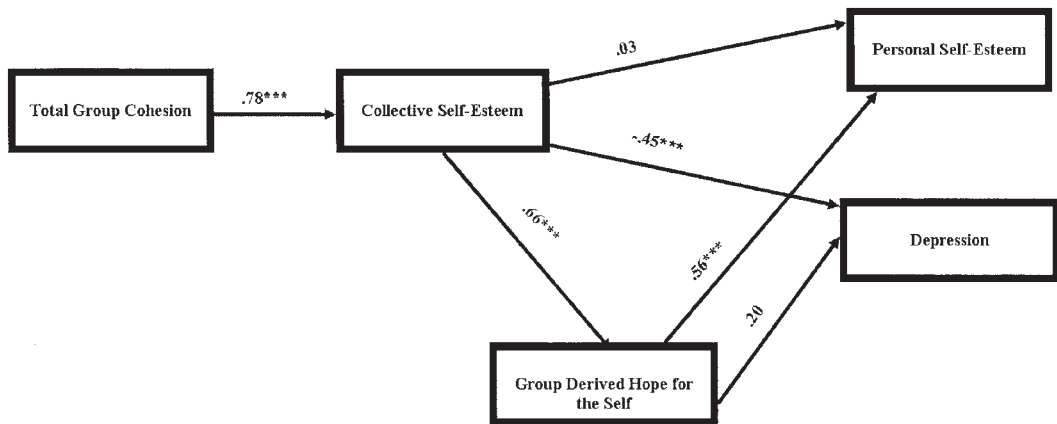 Total Group Cohesion
.78***
Collective Self-Esteem
.03
Personal Self-Esteem
-.45***
Depression
.66***
.56***
.20
Group Derived Hope for
the Self